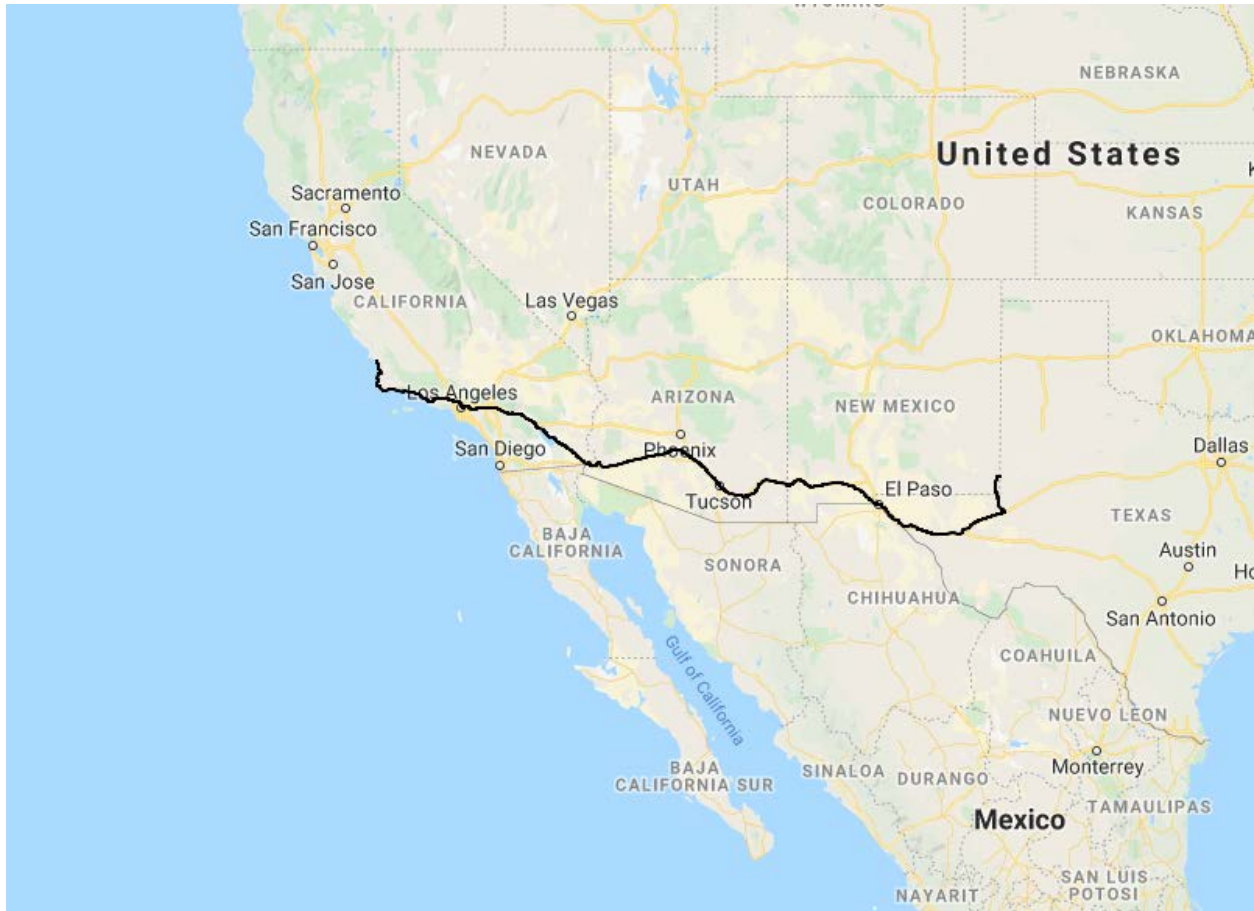 WYOMING
NEBRASKA
NEVADA
United States
Sacramento
UTAH
COLORADO
KANSAS
San Francisco
San Jose
CALIFORNIA
Las Vegas
OKLAHOMA
Los Angeles
ARIZONA
NEW MEXICO
San Diego
Phoenix
Dallas
Tucson
El Paso
TEXAS
BAJA
CALIFORNIA
SONORA
Austin
Ho
CHIHUAHUA
San Antonio
COAHUILA
Gulf of California
NUEVO LEON
BAJA
CALIFORNIA SUR
SINALOA
DURANGO
Monterrey
TAMAULIPAS
Mexico
SAN LUIS
POTOSI
NAYARIT